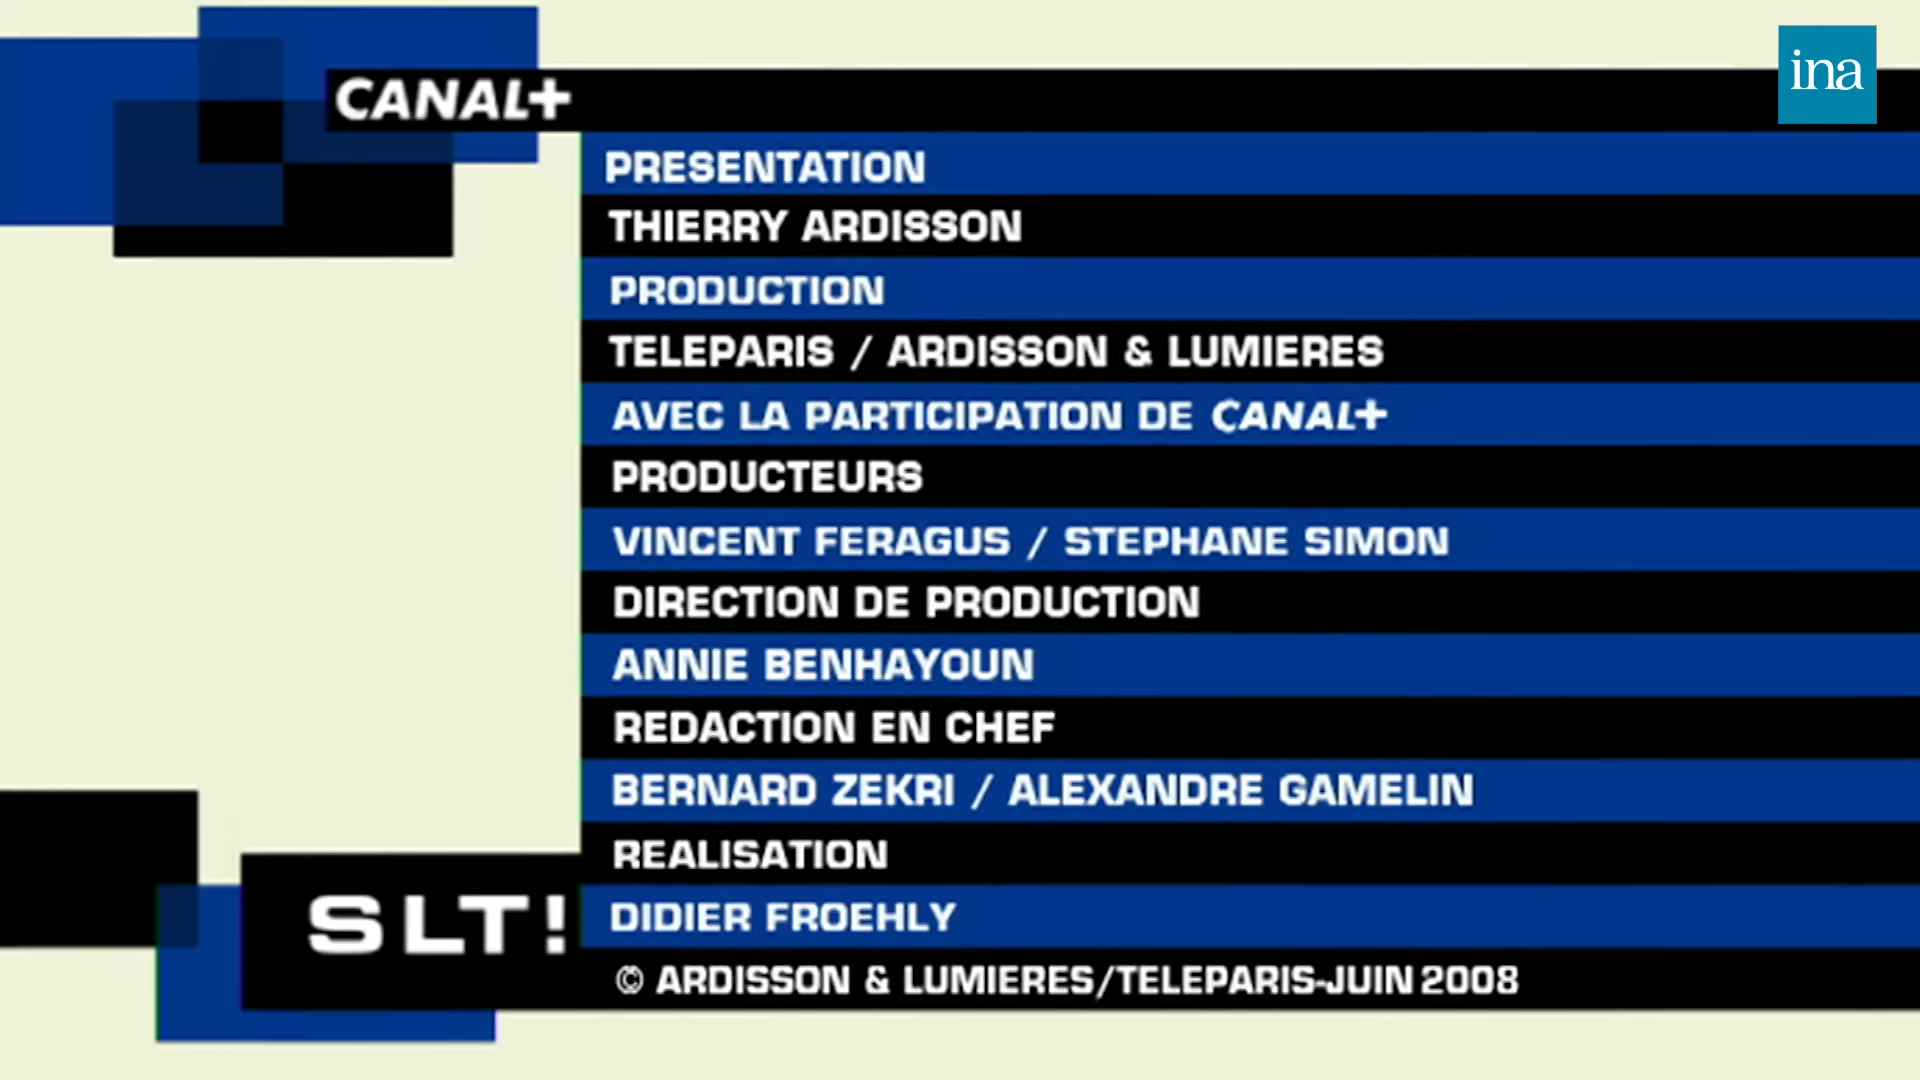 ina
CANAL+
PRESENTATION
THIERRY ARDISSON
PRODUCTION
TELEPARIS / ARDISSON & LUMIERES
AVEC LA PARTICIPATION DE CANAL+
PRODUCTEURS
VINCENT FERAGUS / STEPHANE SIMON
DIRECTION DE PRODUCTION
ANNIE BENHAYOUN
REDACTION EN CHEF
BERNARD ZEKRI / ALEXANDRE GAMELIN
REALISATION
SLT!
DIDIER FROEHLY
© ARDISSON & LUMIERES/TELEPARIS-JUIN 2008